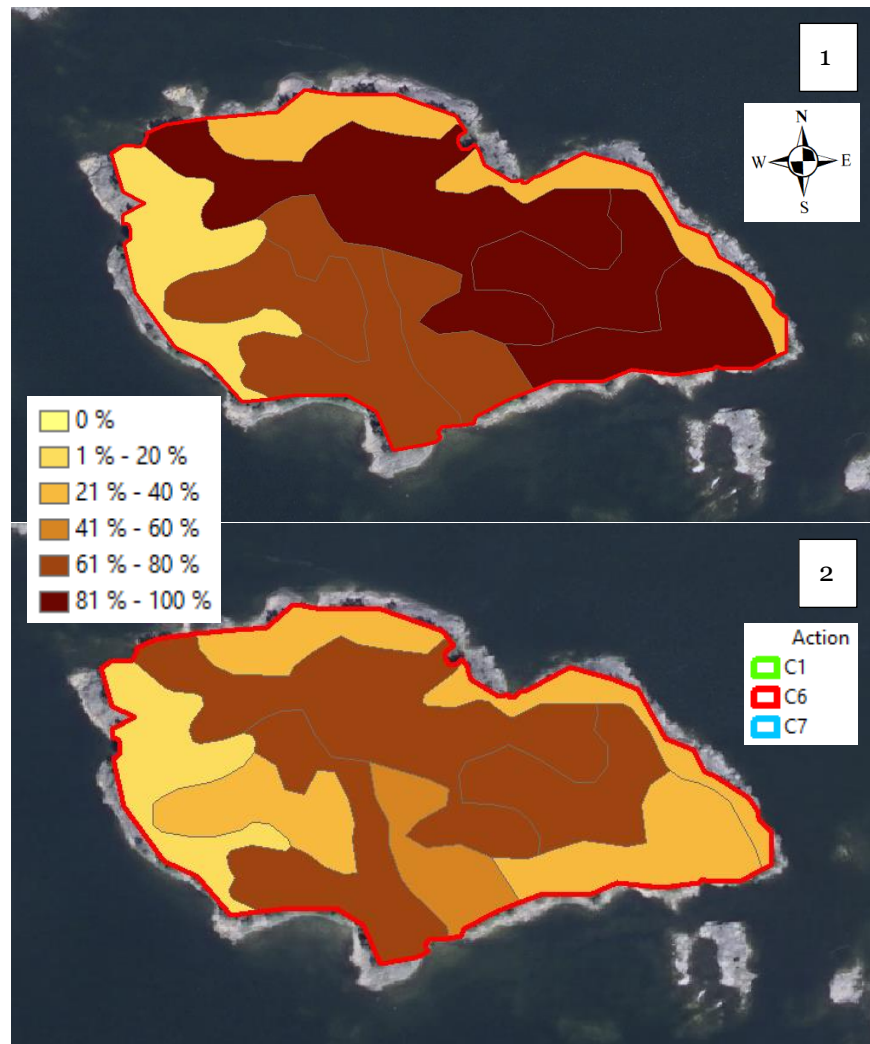 1
N
W E
S
0 %
1 % - 20 %
21 % - 40 %
41 % - 60 %
61 % - 80 %
81 % - 100 %
2
Action
C1
C6
C7